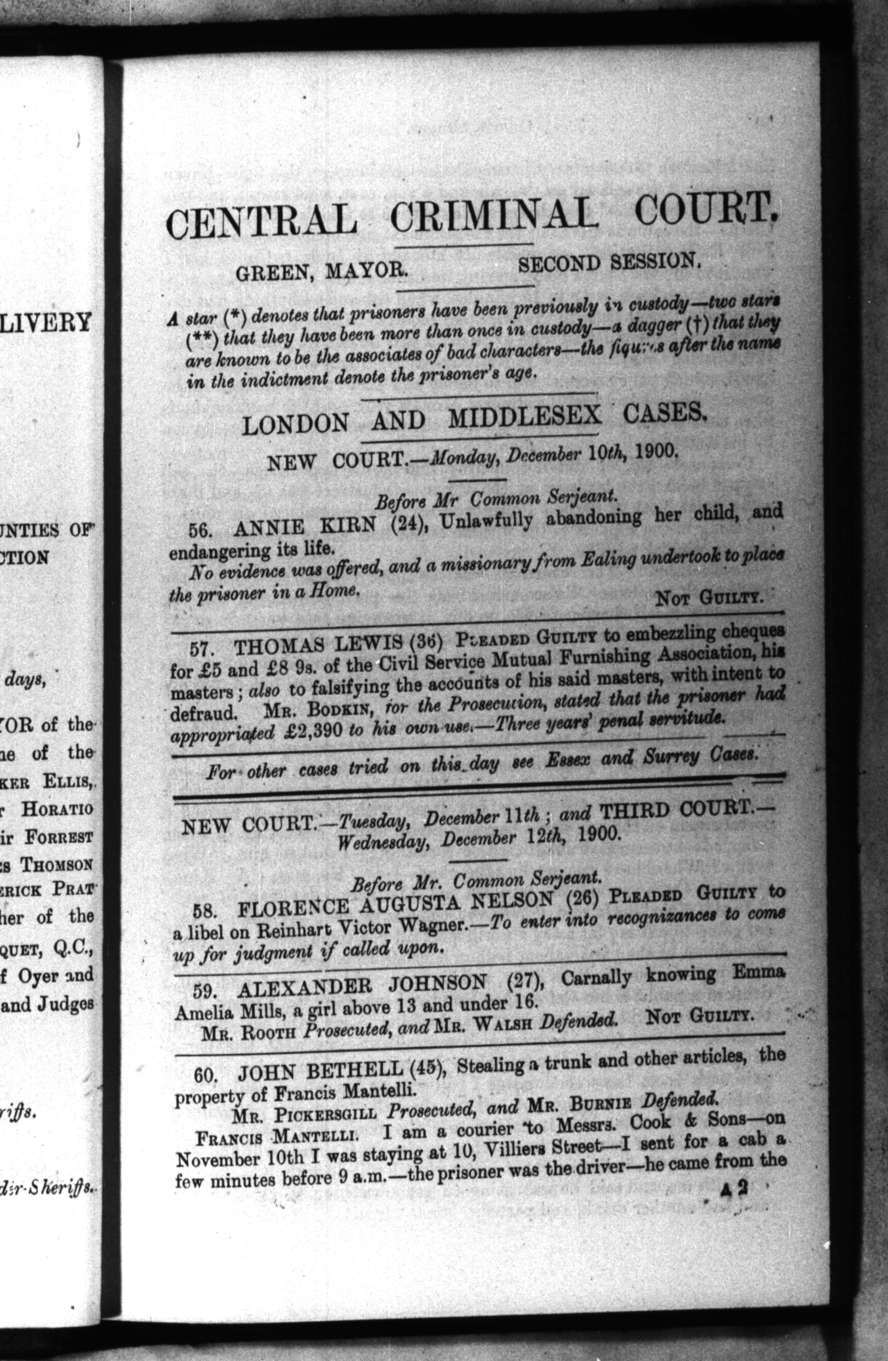 LIVERY
UNTIES OF
CTION
days,
YOR of the
ne of the
KER ELLIS,
r HORATIO
ir FORREST
ES THOMSON
ERICK PRAT
her of the
QUET, Q.C.,
f Oyer and
and Judges
riffs.
der-Sheriffs.
CENTRAL CRIMINAL COURT.
GREEN, MAYOR. SECOND SESSION.
A star (*) denotes that prisoners have been previously in custody—two stars
(**) that they have been more than once in custody—a dagger (†) that they
are known to be the associates of bad characters—the figures after the name
in the indictment denote the prisoner's age.
LONDON AND MIDDLESEX CASES.
NEW COURT.—Monday, December 10th, 1900.
Before Mr Common Serjeant.
56. ANNIE KIRN (24), Unlawfully abandoning her child, and
endangering its life.
No evidence was offered, and a missionary from Ealing undertook to place
the prisoner in a Home. NOT GUILTY.
57. THOMAS LEWIS (36) PLEADED GUILTY to embezzling cheques
for £5 and £8 9s. of the Civil Service Mutual Furnishing Association, his
masters; also to falsifying the accounts of his said masters, with intent to
defraud. MR. BODKIN, for the Prosecution, stated that the prisoner had
appropriated £2,390 to his own use.—Three years' penal servitude.
For other cases tried on this day see Essex and Surrey Cases.
NEW COURT.—Tuesday, December 11th; and THIRD COURT.—
Wednesday, December 12th, 1900.
Before Mr. Common Serjeant.
58. FLORENCE AUGUSTA NELSON (26) PLEADED GUILTY to
a libel on Reinhart Victor Wagner.—To enter into recognizances to come
up for judgment if called upon.
59. ALEXANDER JOHNSON (27), Carnally knowing Emma
Amelia Mills, a girl above 13 and under 16.
MR. ROOTH Prosecuted, and MR. WALSH Defended. NOT GUILTY.
60. JOHN BETHELL (45), Stealing a trunk and other articles, the
property of Francis Mantelli.
MR. PICKERSGILL Prosecuted, and MR. BURNIE Defended.
FRANCIS MANTELLI. I am a courier to Messrs. Cook & Sons—on
November 10th I was staying at 10, Villiers Street—I sent for a cab a
few minutes before 9 a.m.—the prisoner was the driver—he came from the
A 2